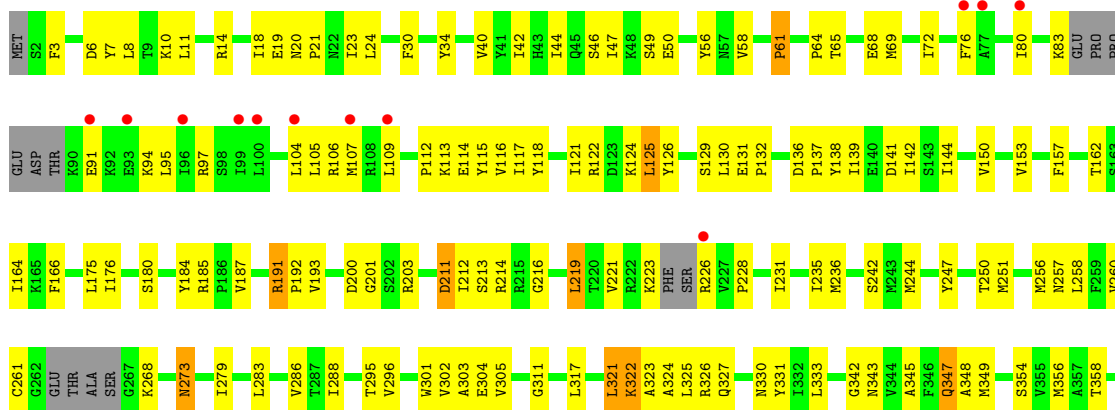 MET S2 F3 D6 Y7 L8 T9 K10 L11 R14 I18 E19 N20 P21 N22 I23 L24 F30 Y34 V40 Y41 I42 H43 I44 Q45 S46 I47 K48 S49 E50 Y56 N57 V58 P61 P64 T65 E68 M69 I72 F76 A77 I80 K83 GLU PRO PRO
GLU ASP THR K90 E91 K92 E93 K94 L95 I96 R97 S98 I99 L100 L104 L105 R106 M107 R108 L109 P112 K113 E114 Y115 V116 I117 Y118 I121 R122 D123 K124 L125 Y126 S129 L130 E131 P132 D136 P137 Y138 I139 E140 D141 I142 S143 I144 V150 V153 F157 T162 S163
I164 K165 F166 L175 I176 S180 Y184 R185 P186 V187 R191 P192 V193 D200 G201 S202 R203 D211 I212 S213 R214 R215 G216 L219 T220 V221 R222 K223 PHE SER R226 V227 P228 I231 I235 M236 S242 M243 M244 Y247 T250 M251 M256 N257 L258 F259 V260
C261 G262 GLU THR ALA SER G267 K268 N273 I279 L283 V286 T287 I288 T295 V296 W301 V302 A303 E304 V305 G311 L317 L321 K322 A323 A324 L325 R326 Q327 N330 Y331 I332 L333 G342 N343 V344 A345 F346 Q347 A348 M349 S354 V355 M356 A357 T358